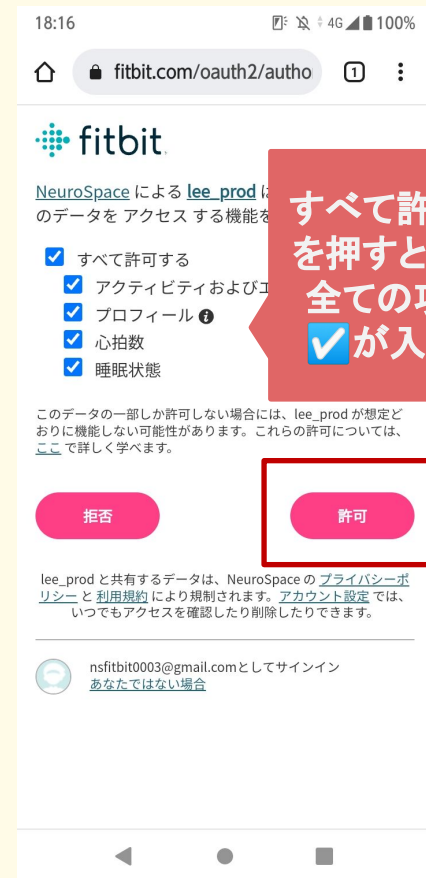 18:16
4G 100%
fitbit.com/oauth2/autho
1
fitbit
NeuroSpace による lee_prod
のデータを アクセス する機能を
すべて許
を押すと
全ての項
✅が入
すべて許可する
アクティビティおよび
プロフィール
心拍数
睡眠状態
このデータの一部しか許可しない場合には、lee_prod が想定ど
おりに機能しない可能性があります。これらの許可については、
ここ で詳しく学べます。
拒否
許可
lee_prod と共有するデータは、NeuroSpace の プライバシーポ
リシー と 利用規約 により規制されます。アカウント設定 では、
いつでもアクセスを確認したり削除したりできます。
nsfitbit0003@gmail.comとしてサインイン
あなたではない場合